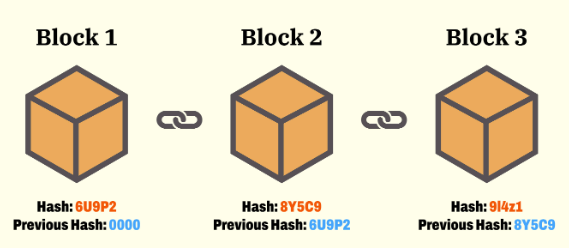 Block 1
Block 2
Block 3
Hash: 6U9P2
Previous Hash: 0000
Hash: 8Y5C9
Previous Hash: 6U9P2
Hash: 9l4z1
Previous Hash: 8Y5C9